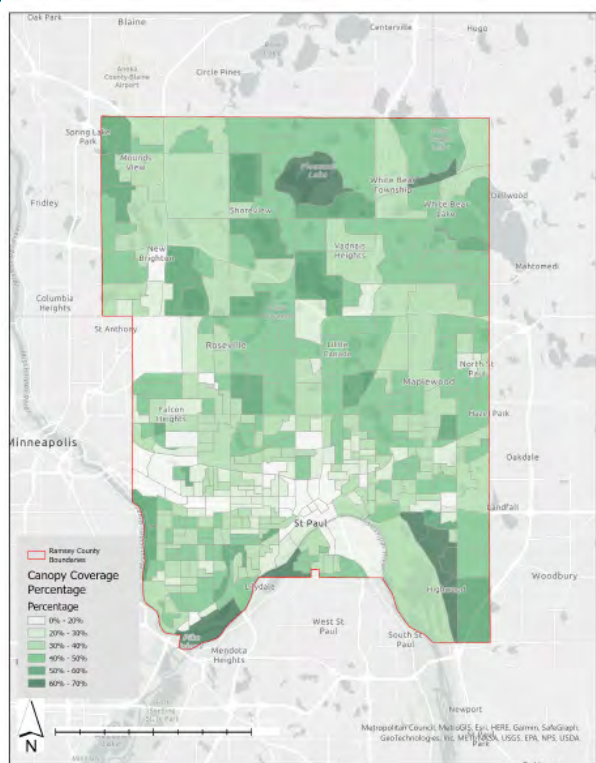 Oak Park
Blaine
Centerville
Hugo
Anoka
County-Blaine
Airport
Circle Pines
Spring Lake
Park
Mounds
View
Pleasant
Lake
White Bear
Township
Dellwood
Fridley
Shoreview
White Bear
Lake
New
Brighton
Vadnais
Heights
Mahtomedi
Columbia
Heights
St Anthony
Roseville
Little
Canada
North St
Paul
Maplewood
Falcon
Heights
Hazel Park
Minneapolis
Oakdale
Landfall
St Paul
Ramsey County
Boundaries
Canopy Coverage
Percentage
Percentage
0% - 20%
20% - 30%
30% - 40%
40% - 50%
50% - 60%
60% - 70%
Lilydale
Highwood
Woodbury
West St
Paul
South St
Paul
Pike
Mendota
Heights
Newport
N
Metropolitan Council, MetroGIS, Esri, HERE, Garmin, SafeGraph,
GeoTechnologies, Inc, METI/NASA, USGS, EPA, NPS, USDA
Park